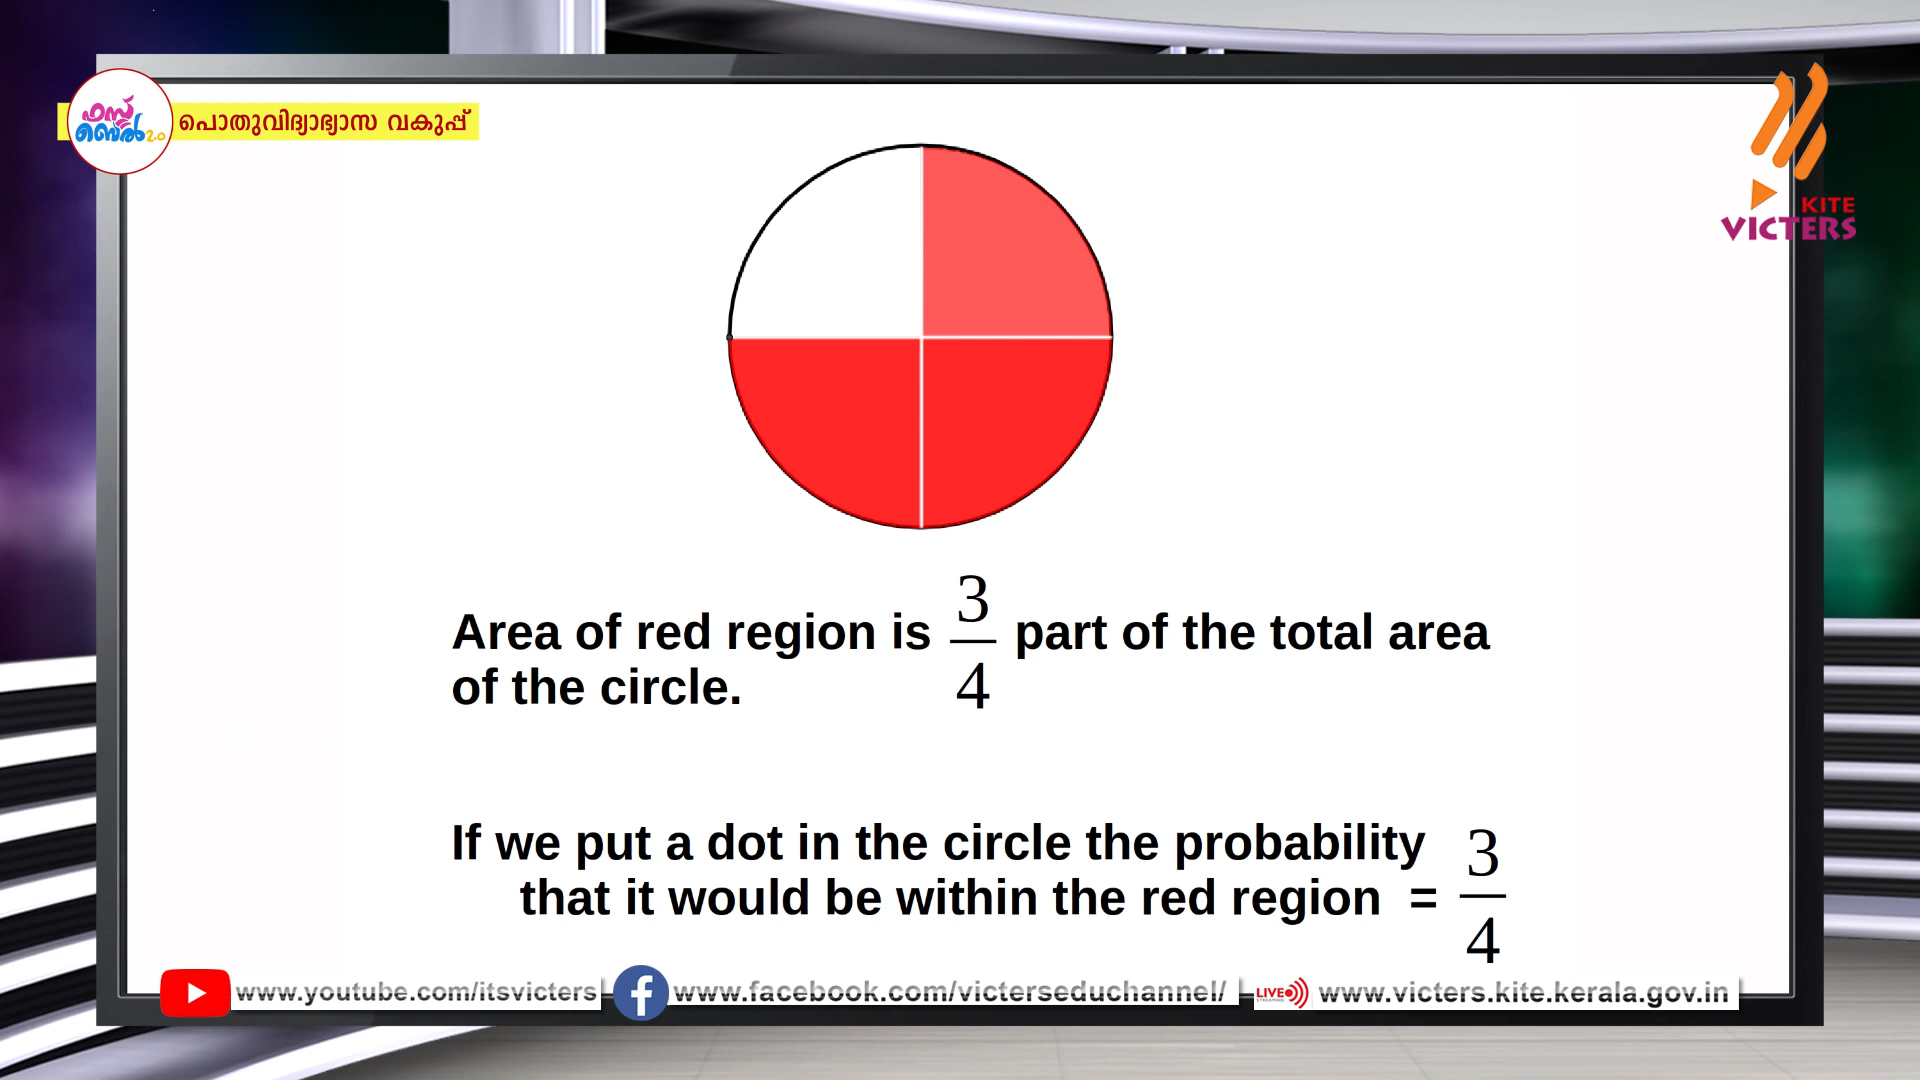 ഫസ്റ്റ്
ബെൽ 2.0
പൊതുവിദ്യാഭ്യാസ വകുപ്പ്
KITE
VICTERS
Area of red region is 3/4 part of the total area
of the circle.
If we put a dot in the circle the probability
that it would be within the red region = 3/4
www.youtube.com/itsvicters
www.facebook.com/victerseduchannel/
LIVE
STREAMING
www.victers.kite.kerala.gov.in